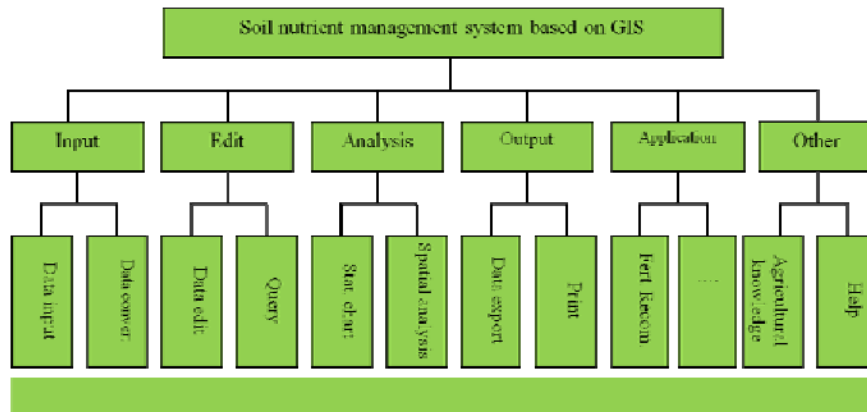 Soil nutrient management system based on GIS
Input
Edit
Analysis
Output
Application
Other
Data input
Data convert
Data edit
Query
Stat chart
Spatial analysis
Data export
Print
Fert Recom.
......
Agricultural
knowledge
Help